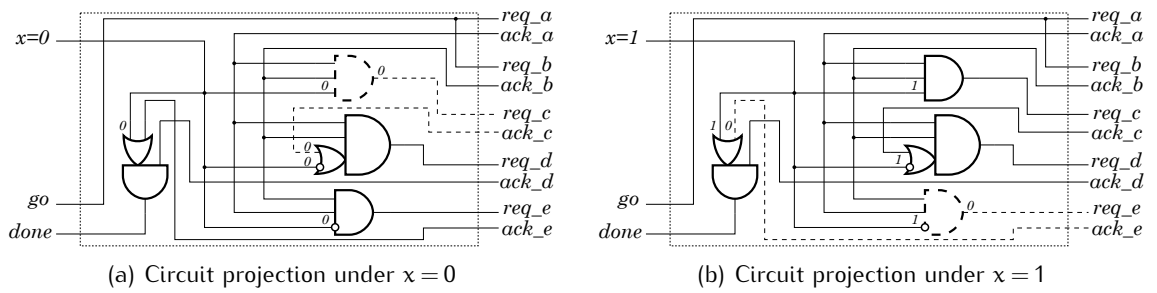 x=0
go
done
0
0
0
0
0
0
req_a
ack_a
req_b
ack_b
req_c
ack_c
req_d
ack_d
req_e
ack_e
(a) Circuit projection under x = 0
x=1
go
done
1 0
1
1
1
0
req_a
ack_a
req_b
ack_b
req_c
ack_c
req_d
ack_d
req_e
ack_e
(b) Circuit projection under x = 1